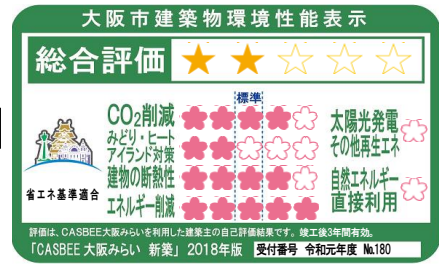 大阪市建築物環境性能表示
総合評価
標準
CO2削減
みどり・ヒート
アイランド対策
建物の断熱性
エネルギー削減
太陽光発電
その他再生エネ
自然エネルギー
直接利用
省エネ基準適合
評価は、CASBEE大阪みらいを利用した建築主の自己評価結果です。竣工後3年間有効。
「CASBEE大阪みらい 新築」2018年版 受付番号 令和元年度 №180